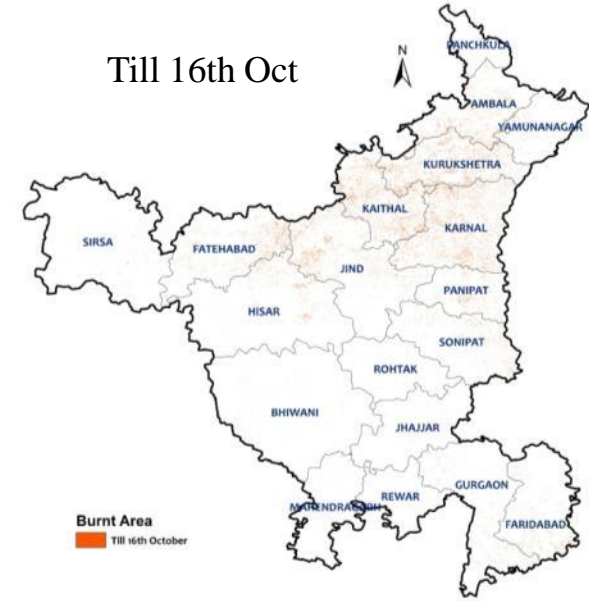 Till 16th Oct
N
PANCHKULA
AMBALA
YAMUNANAGAR
KURUKSHETRA
KAITHAL
KARNAL
SIRSA
FATEHABAD
JIND
PANIPAT
HISAR
SONIPAT
ROHTAK
BHIWANI
JHAJJAR
GURGAON
MAHENDRAGARH
REWAR
FARIDABAD
Burnt Area
Till 16th October